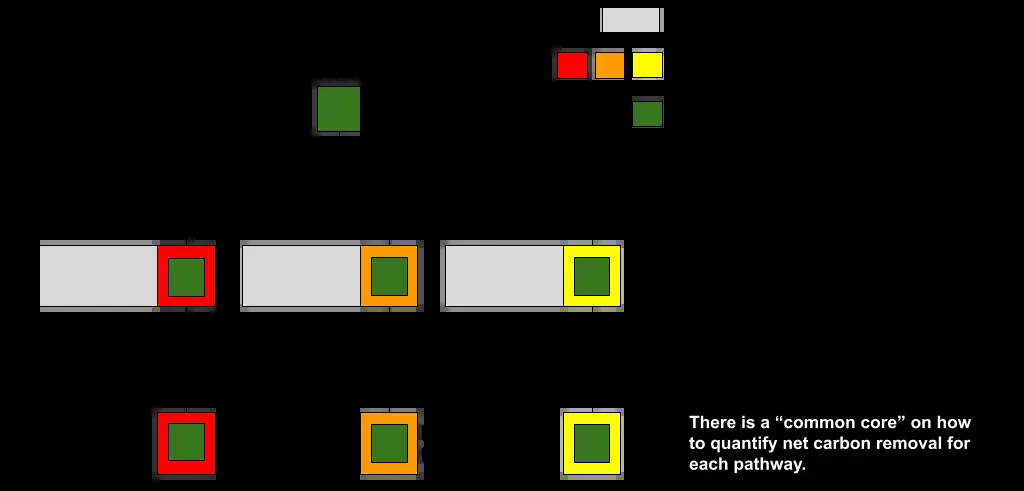 There is a “common core” on how
to quantify net carbon removal for
each pathway.